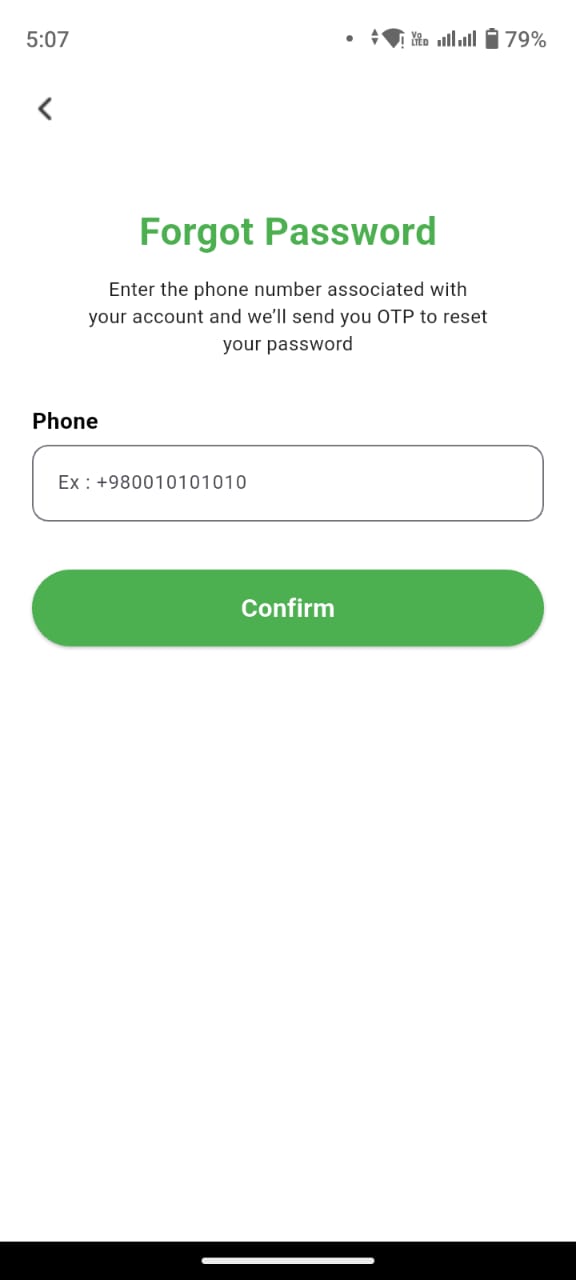 5:07
Vo
LTED
79%
Forgot Password
Enter the phone number associated with
your account and we’ll send you OTP to reset
your password
Phone
Ex : +980010101010
Confirm